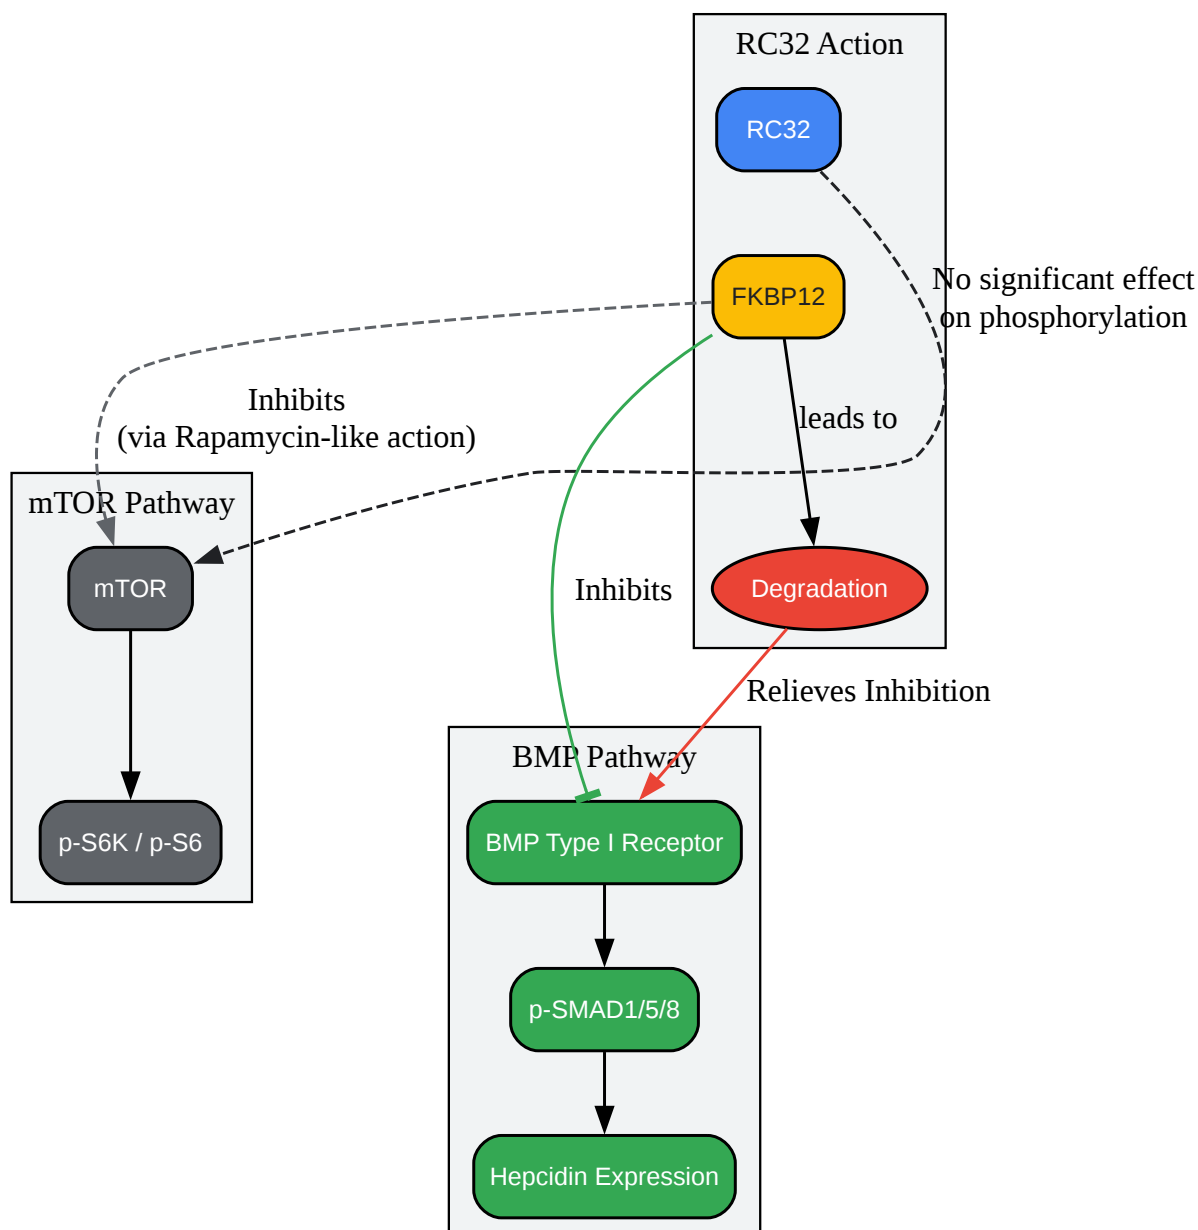 RC32 Action
RC32
No significant effect
on phosphorylation
FKBP12
Inhibits
(via Rapamycin-like action)
leads to
mTOR Pathway
mTOR
Inhibits
Degradation
Relieves Inhibition
BMP Pathway
p-S6K / p-S6
BMP Type I Receptor
p-SMAD1/5/8
Hepcidin Expression